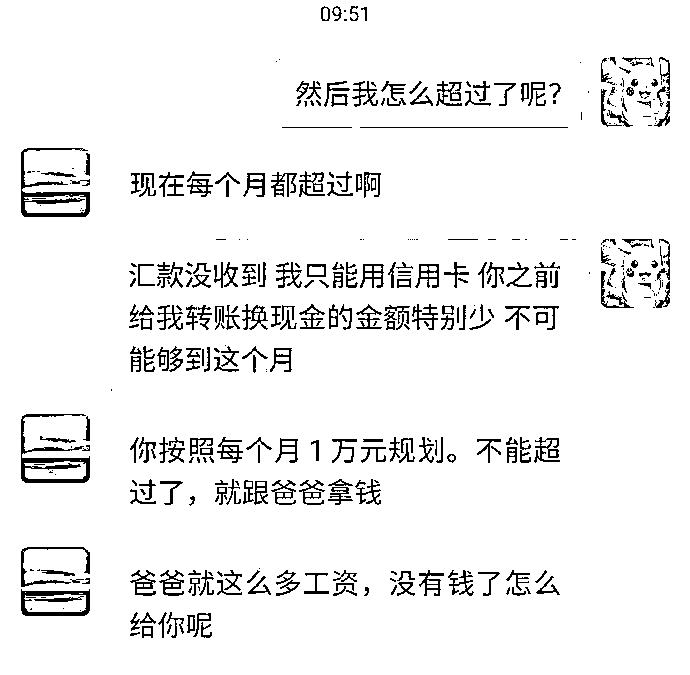 09:51
然后我怎么超过了呢?
现在每个月都超过啊
汇款没收到 我只能用信用卡 你之前
给我转账换现金的金额特别少 不可
能够到这个月
你按照每个月1万元规划。不能超
过了，就跟爸爸拿钱
爸爸就这么多工资，没有钱了怎么
给你呢